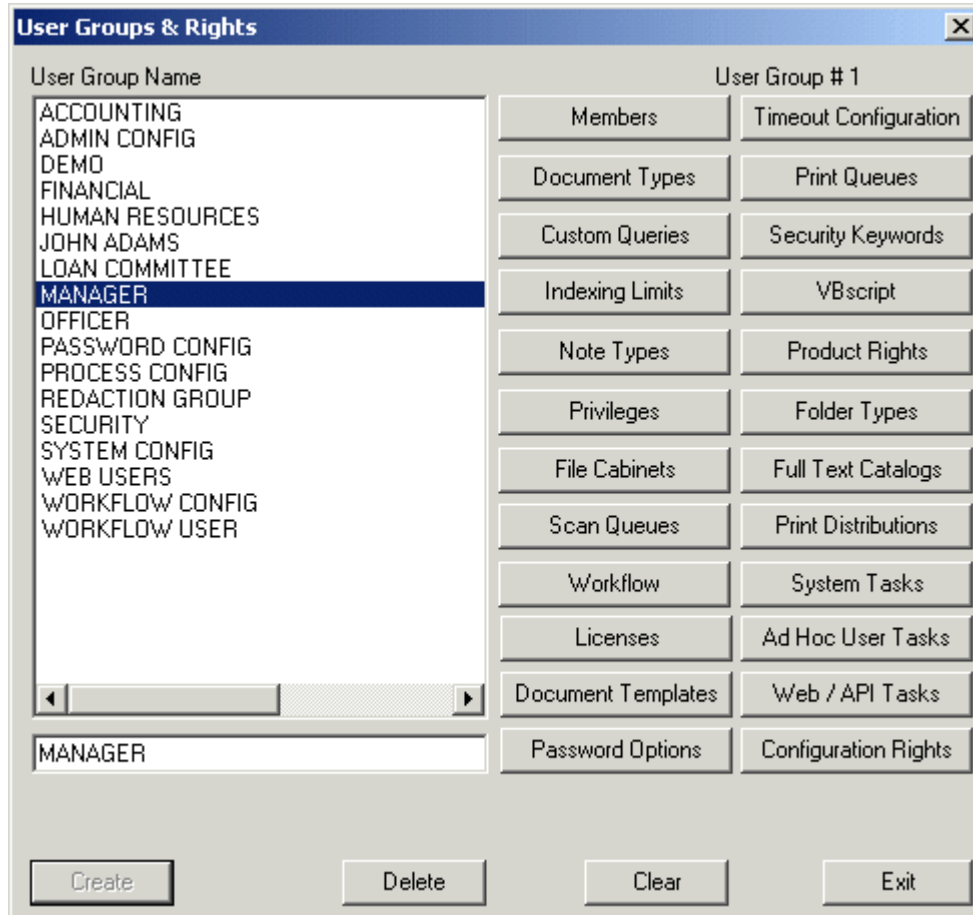 User Groups & Rights
User Group Name
User Group # 1
ACCOUNTING
ADMIN CONFIG
DEMO
FINANCIAL
HUMAN RESOURCES
JOHN ADAMS
LOAN COMMITTEE
MANAGER
OFFICER
PASSWORD CONFIG
PROCESS CONFIG
REDACTION GROUP
SECURITY
SYSTEM CONFIG
WEB USERS
WORKFLOW CONFIG
WORKFLOW USER
MANAGER
Members
Timeout Configuration
Document Types
Print Queues
Custom Queries
Security Keywords
Indexing Limits
VBscript
Note Types
Product Rights
Privileges
Folder Types
File Cabinets
Full Text Catalogs
Scan Queues
Print Distributions
Workflow
System Tasks
Licenses
Ad Hoc User Tasks
Document Templates
Web / API Tasks
Password Options
Configuration Rights
Create
Delete
Clear
Exit